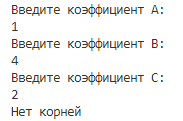 Введите коэффициент A:
1
Введите коэффициент B:
4
Введите коэффициент C:
2
Нет корней